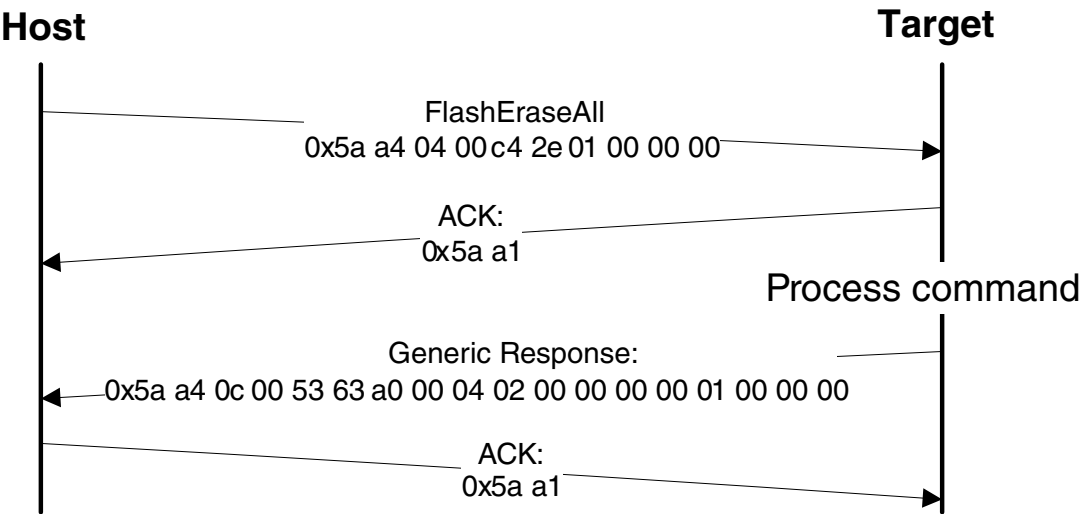 Host
Target
FlashEraseAll
0x5a a4 04 00 c4 2e 01 00 00 00
ACK:
0x5a a1
Process command
Generic Response:
0x5a a4 0c 00 53 63 a0 00 04 02 00 00 00 00 01 00 00 00
ACK:
0x5a a1